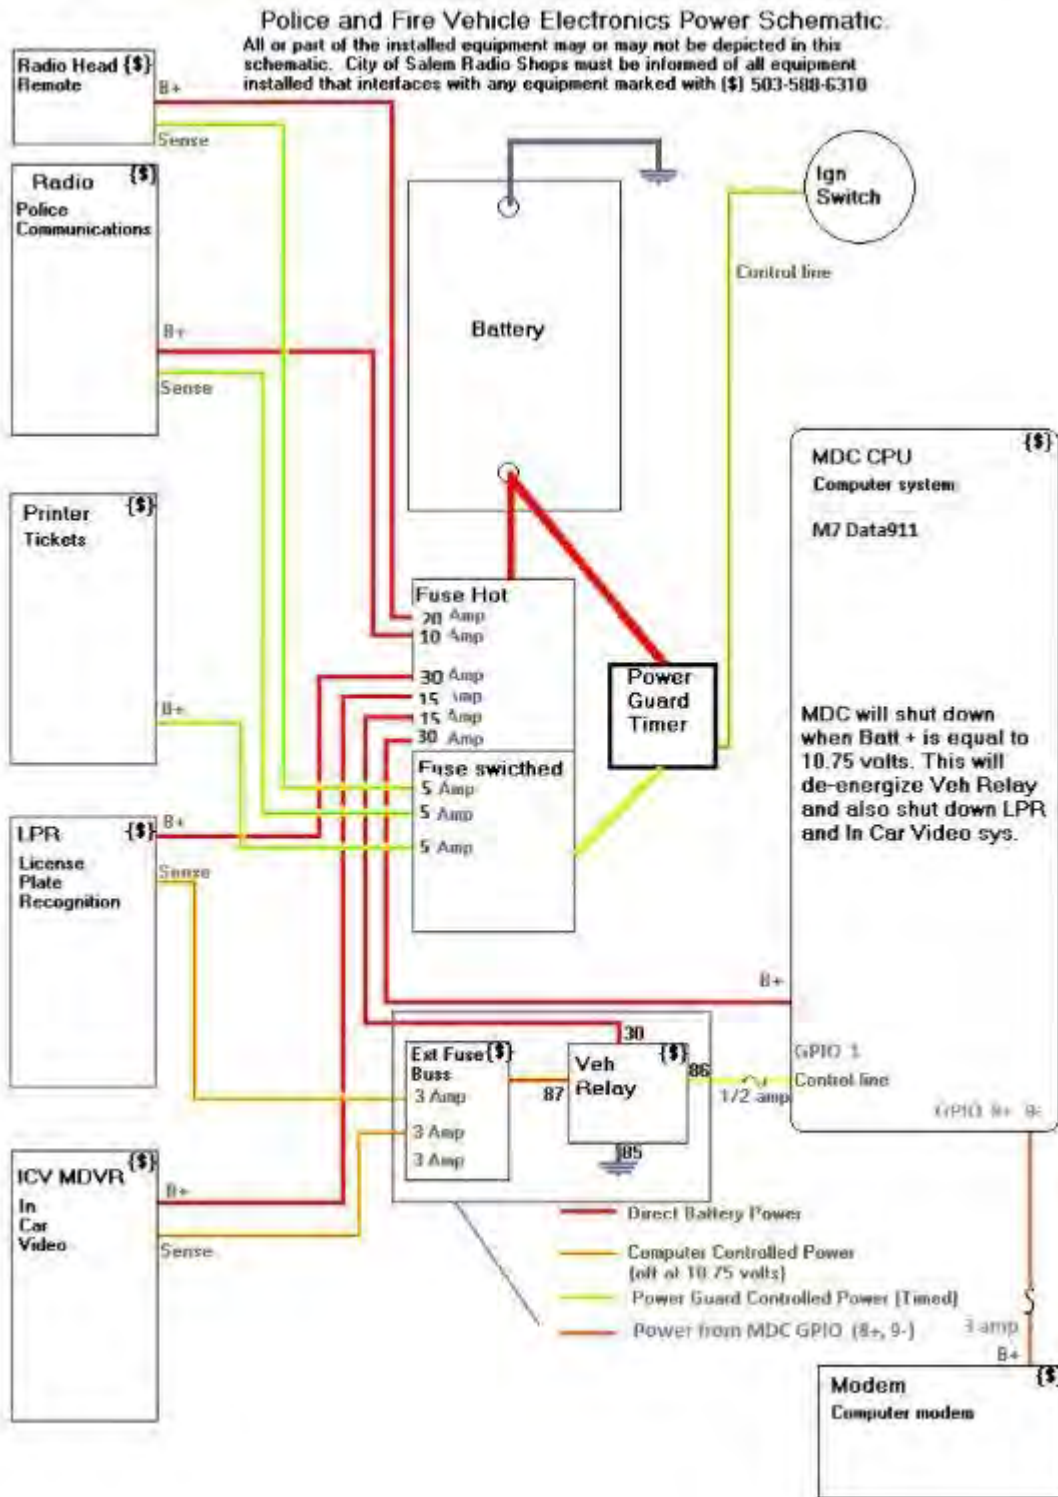 Police and Fire Vehicle Electronics Power Schematic.
All or part of the installed equipment may or may not be depicted in this
schematic. City of Salem Radio Shops must be informed of all equipment
installed that interfaces with any equipment marked with {$} 503-588-6310
Radio Head {$}
Remote
B+
Sense
Radio {$}
Police
Communications
B+
Sense
Ign
Switch
Control line
Battery
Printer {$}
Tickets
B+
Fuse Hot
20 Amp
10 Amp
30 Amp
15 Amp
15 Amp
30 Amp
Fuse swicthed
5 Amp
5 Amp
5 Amp
Power
Guard
Timer
MDC CPU {$}
Computer system
M7 Data911
MDC will shut down
when Batt + is equal to
10.75 volts. This will
de-energize Veh Relay
and also shut down LPR
and In Car Video sys.
B+
GPIO 1
Control line
GPIO 8+ 9-
LPR {$}
License
Plate
Recognition
B+
Sense
Ext Fuse {$}
Buss
3 Amp
3 Amp
3 Amp
30
Veh {$}
Relay
87
86
85
1/2 amp
ICV MDVR {$}
In
Car
Video
B+
Sense
Direct Battery Power
Computer Controlled Power
(off at 10.75 volts)
Power Guard Controlled Power (Timed)
Power from MDC GPIO (8+, 9-)
3 amp
B+
Modem {$}
Computer modem